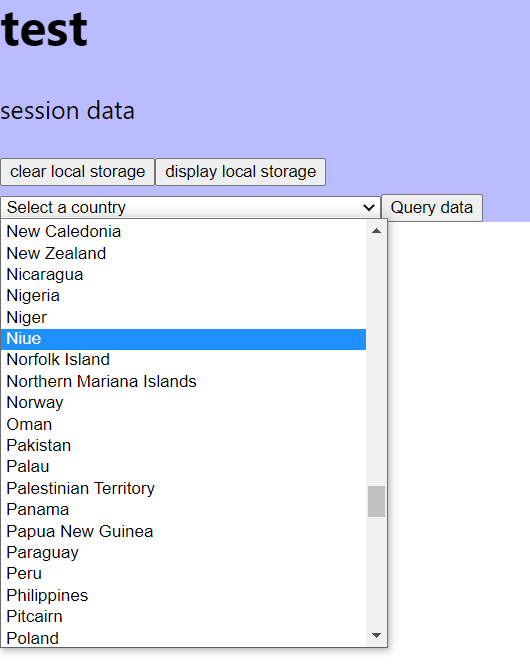 test
session data
clear local storage display local storage
Select a country Query data
New Caledonia
New Zealand
Nicaragua
Nigeria
Niger
Niue
Norfolk Island
Northern Mariana Islands
Norway
Oman
Pakistan
Palau
Palestinian Territory
Panama
Papua New Guinea
Paraguay
Peru
Philippines
Pitcairn
Poland